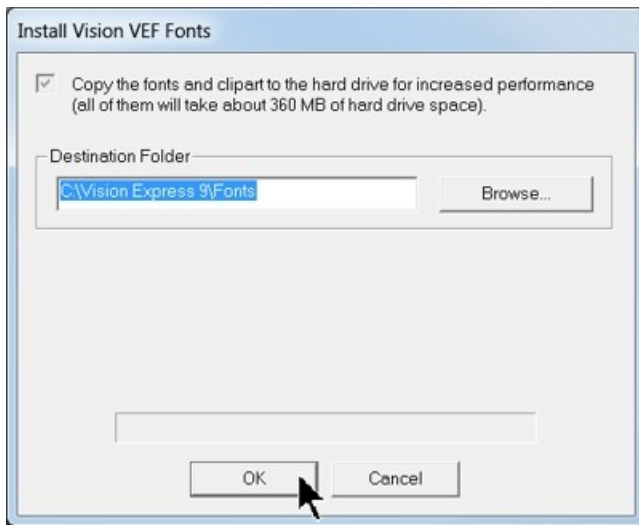 Install Vision VEF Fonts
Copy the fonts and clipart to the hard drive for increased performance
(all of them will take about 360 MB of hard drive space).
Destination Folder
C:\Vision Express 9\Fonts
Browse...
OK
Cancel